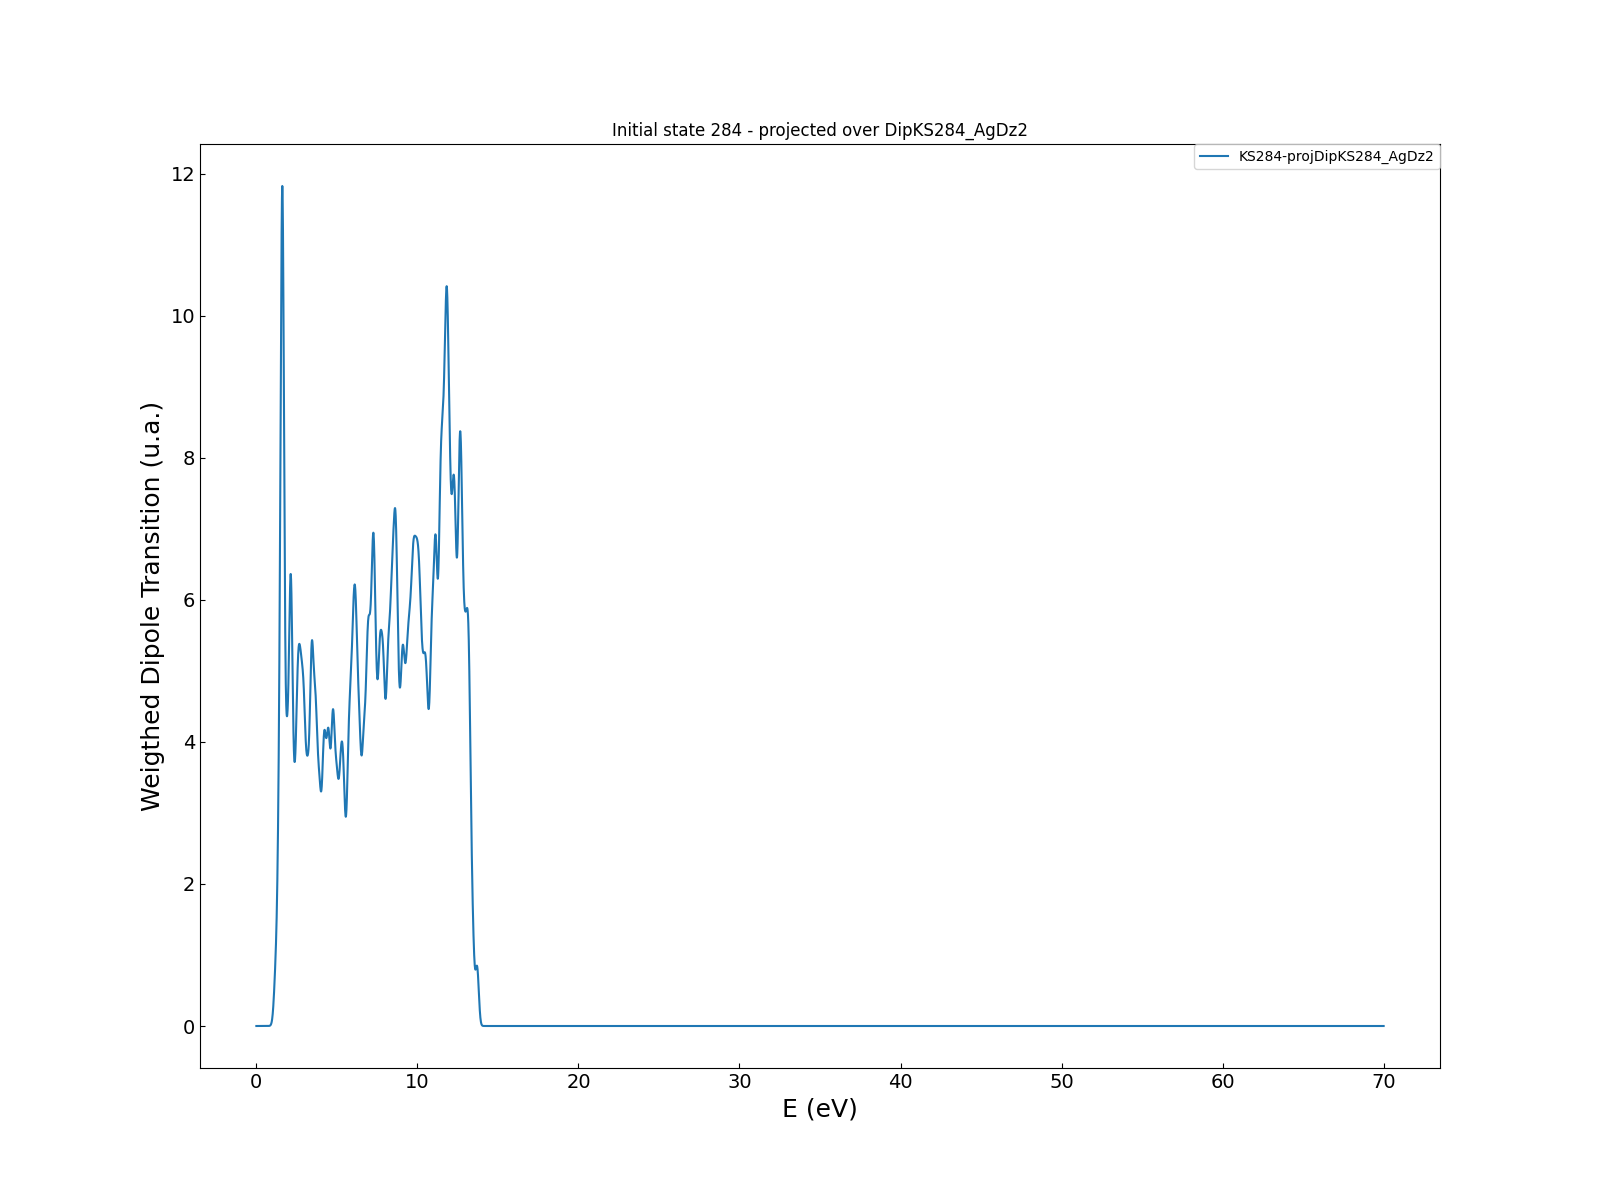 Initial state 284 - projected over DipKS284_AgDz2
KS284-projDipKS284_AgDz2
Weigthed Dipole Transition (u.a.)
12
10
8
6
4
2
0
0 10 20 30 40 50 60 70
E (eV)